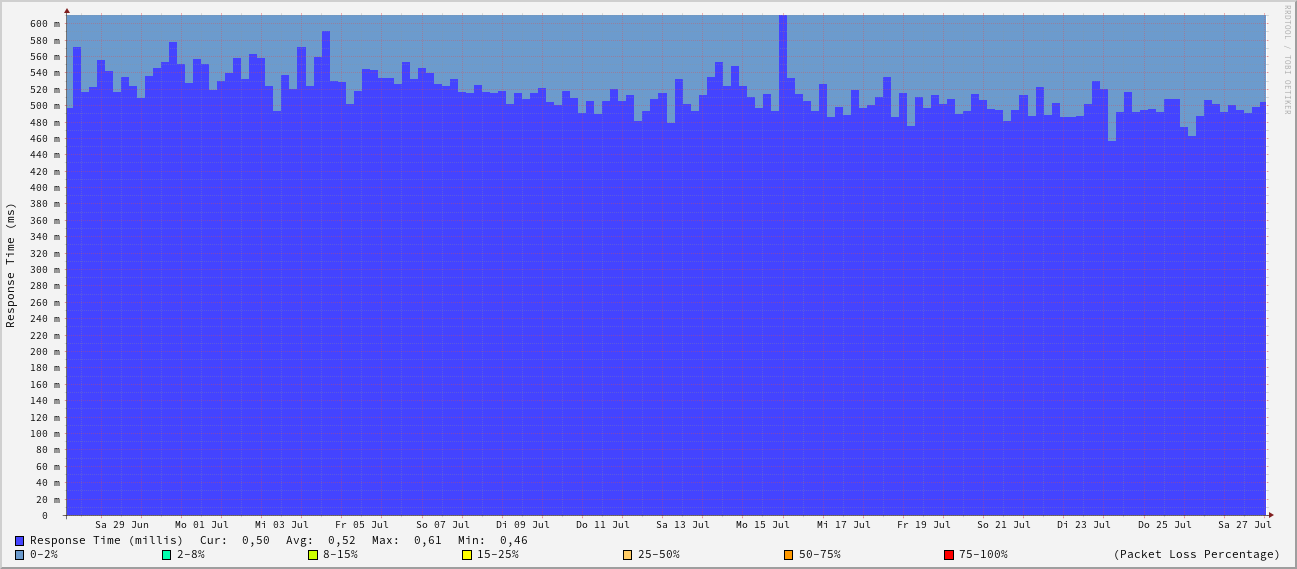 RRDTOOL / TOBI OETIKER
Response Time (ms)
600 m
580 m
560 m
540 m
520 m
500 m
480 m
460 m
440 m
420 m
400 m
380 m
360 m
340 m
320 m
300 m
280 m
260 m
240 m
220 m
200 m
180 m
160 m
140 m
120 m
100 m
80 m
60 m
40 m
20 m
0
Sa 29 Jun Mo 01 Jul Mi 03 Jul Fr 05 Jul So 07 Jul Di 09 Jul Do 11 Jul Sa 13 Jul Mo 15 Jul Mi 17 Jul Fr 19 Jul So 21 Jul Di 23 Jul Do 25 Jul Sa 27 Jul
Response Time (millis) Cur: 0,50 Avg: 0,52 Max: 0,61 Min: 0,46
0-2% 2-8% 8-15% 15-25% 25-50% 50-75% 75-100% (Packet Loss Percentage)